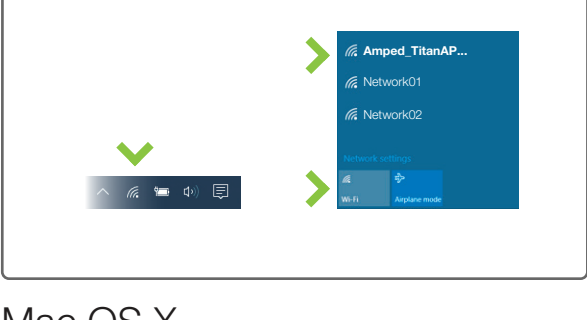 Amped_TitanAP...
Network01
Network02
Network settings
Wi-Fi
Airplane mode
Mac OS X